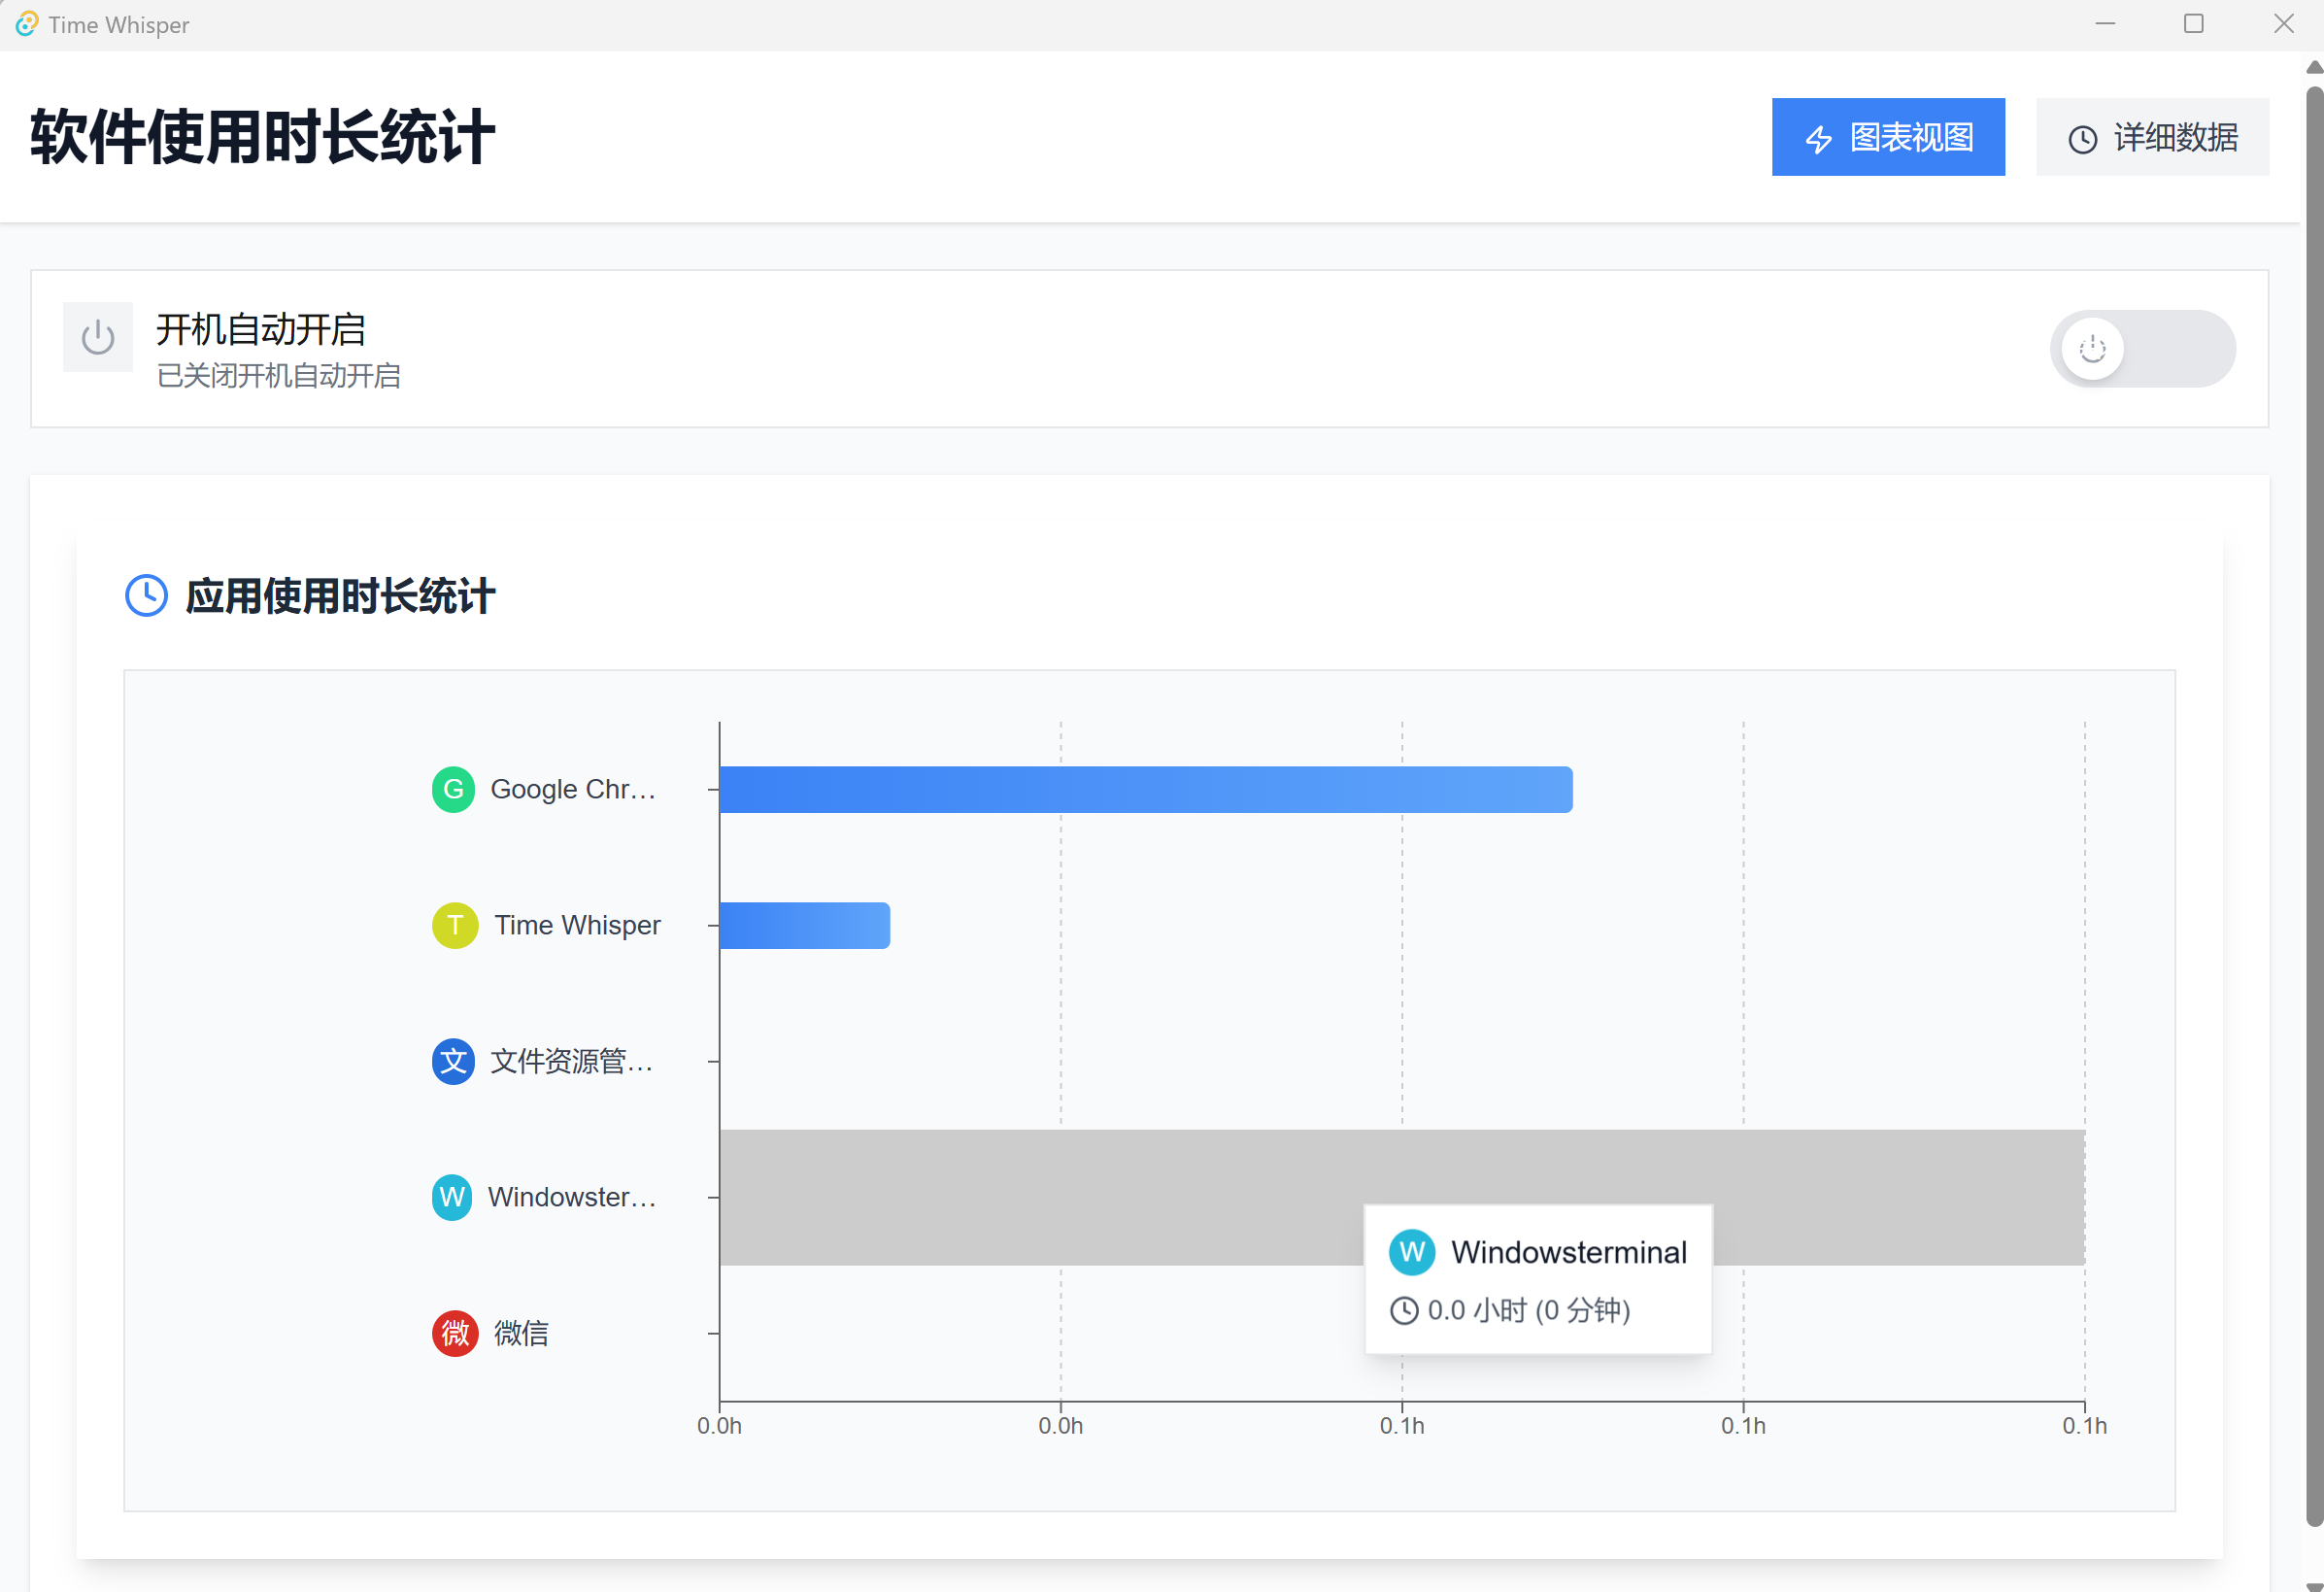 Time Whisper
软件使用时长统计
图表视图
详细数据
开机自动开启
已关闭开机自动开启
应用使用时长统计
G Google Chr...
T Time Whisper
文 文件资源管...
W Windowster...
W Windowsterminal
0.0 小时 (0 分钟)
微 微信
0.0h 0.0h 0.1h 0.1h 0.1h